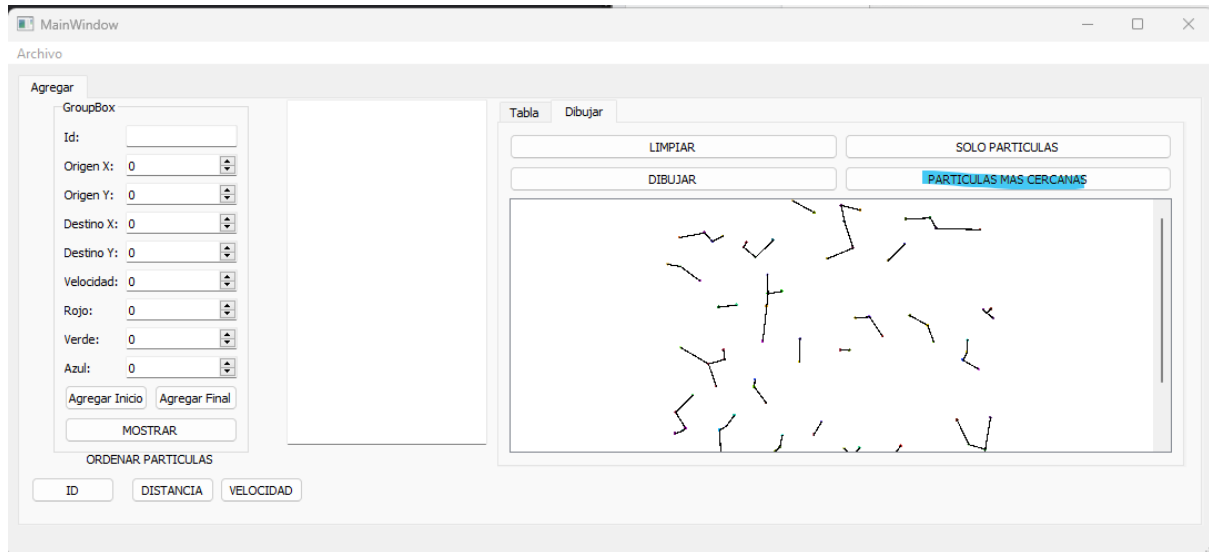 MainWindow
Archivo
Agregar
GroupBox
Id:
Origen X: 0
Origen Y: 0
Destino X: 0
Destino Y: 0
Velocidad: 0
Rojo: 0
Verde: 0
Azul: 0
Agregar Inicio Agregar Final
MOSTRAR
ORDENAR PARTICULAS
ID DISTANCIA VELOCIDAD
Tabla Dibujar
LIMPIAR SOLO PARTICULAS
DIBUJAR PARTICULAS MAS CERCANAS